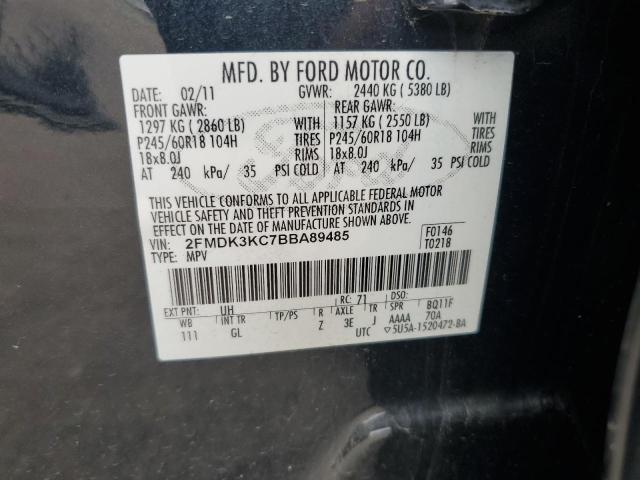 MFD. BY FORD MOTOR CO.
DATE: 02/11 GVWR: 2440 KG ( 5380 LB)
FRONT GAWR: REAR GAWR:
1297 KG ( 2860 LB) 1157 KG ( 2550 LB)
P245/60R18 104H TIRES P245/60R18 104H TIRES
18x8.0J RIMS 18x8.0J RIMS
AT 240 kPa/ 35 PSI COLD AT 240 kPa/ 35 PSI COLD
THIS VEHICLE CONFORMS TO ALL APPLICABLE FEDERAL MOTOR
VEHICLE SAFETY AND THEFT PREVENTION STANDARDS IN
EFFECT ON THE DATE OF MANUFACTURE SHOWN ABOVE.
VIN: 2FMDK3KC7BBA89485 F0146
TYPE: MPV T0218
EXT PNT: UH RC: 71 DSO:
WB INT TR TP/PS R AXLE TR SPR BQ11F
111 GL Z 3E J AAAA 70A
UTC ▽5U5A-1520472-BA
Ford